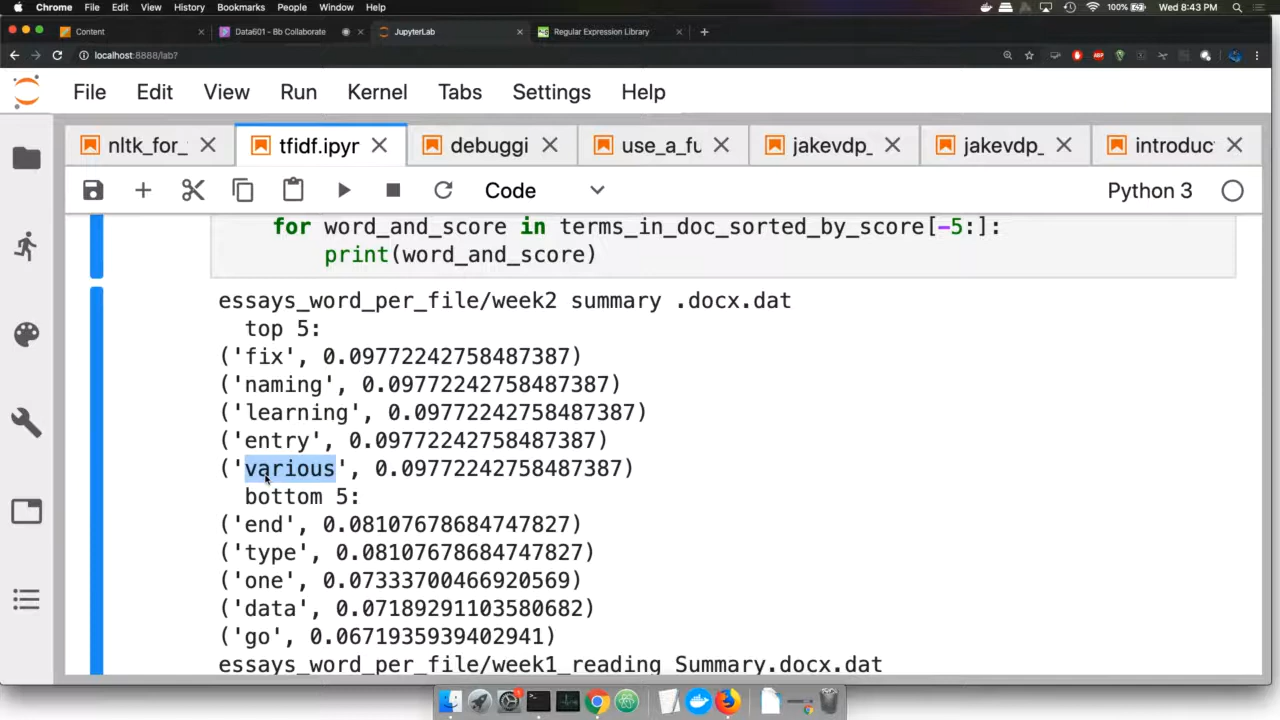 Chrome File Edit View History Bookmarks People Window Help 100% Wed 8:43 PM
Content Data601 - Bb Collaborate JupyterLab Regular Expression Library
localhost:8888/lab?
File Edit View Run Kernel Tabs Settings Help
nltk_for_ tfidf.ipyr debuggi use_a_fu jakevdp_ jakevdp_ introduc
Code Python 3
for word_and_score in terms_in_doc_sorted_by_score[-5:]:
print(word_and_score)
essays_word_per_file/week2 summary .docx.dat
top 5:
('fix', 0.09772242758487387)
('naming', 0.09772242758487387)
('learning', 0.09772242758487387)
('entry', 0.09772242758487387)
('various', 0.09772242758487387)
bottom 5:
('end', 0.08107678684747827)
('type', 0.08107678684747827)
('one', 0.07333700466920569)
('data', 0.07189291103580682)
('go', 0.0671935939402941)
essays_word_per_file/week1_reading Summary.docx.dat